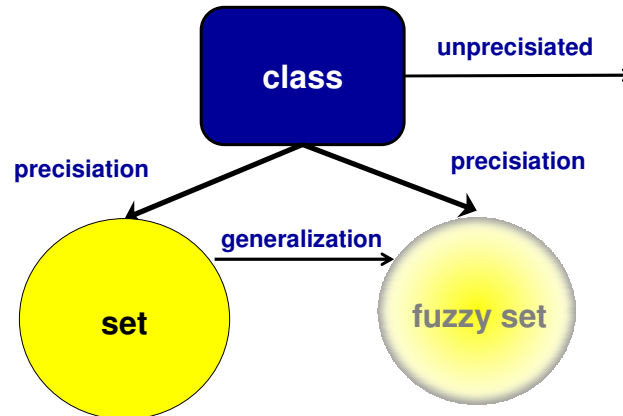 unprecisiated
class
precisiation
precisiation
generalization
set
fuzzy set